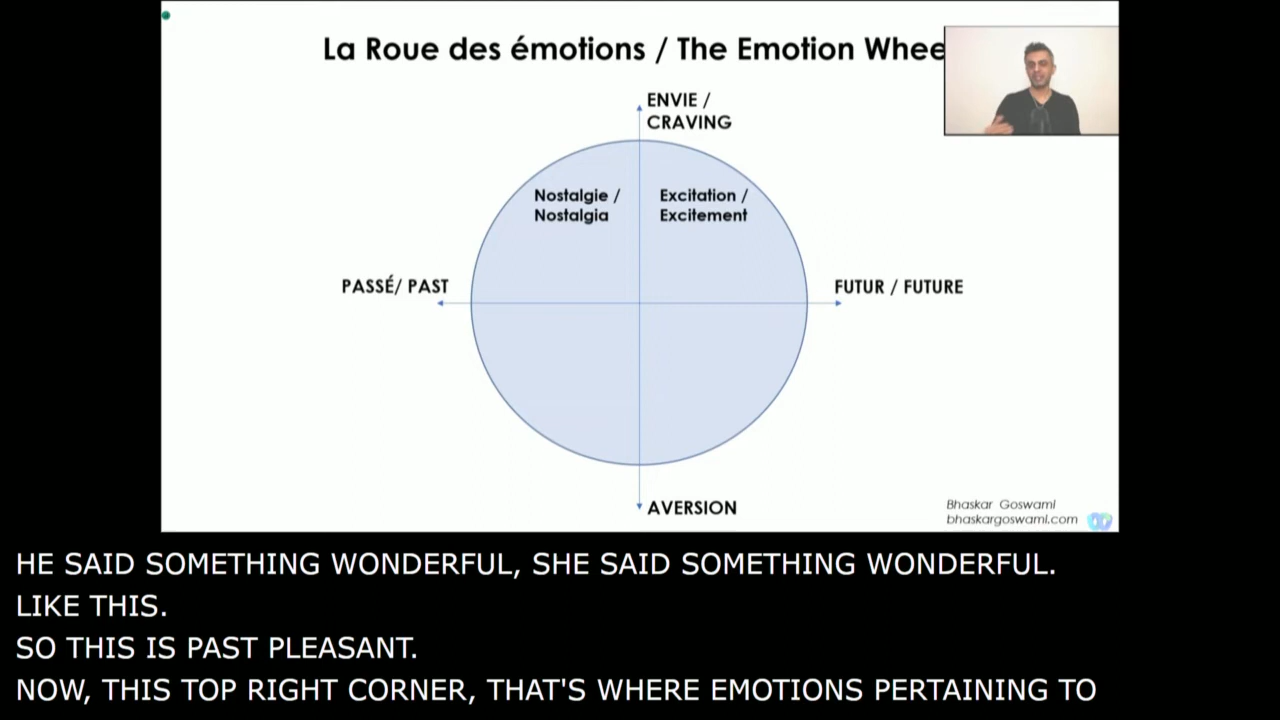 La Roue des émotions / The Emotion Whee
ENVIE /
CRAVING
Nostalgie /
Nostalgia
Excitation /
Excitement
PASSÉ/ PAST
FUTUR / FUTURE
AVERSION
Bhaskar Goswami
bhaskargoswami.com
HE SAID SOMETHING WONDERFUL, SHE SAID SOMETHING WONDERFUL.
LIKE THIS.
SO THIS IS PAST PLEASANT.
NOW, THIS TOP RIGHT CORNER, THAT'S WHERE EMOTIONS PERTAINING TO